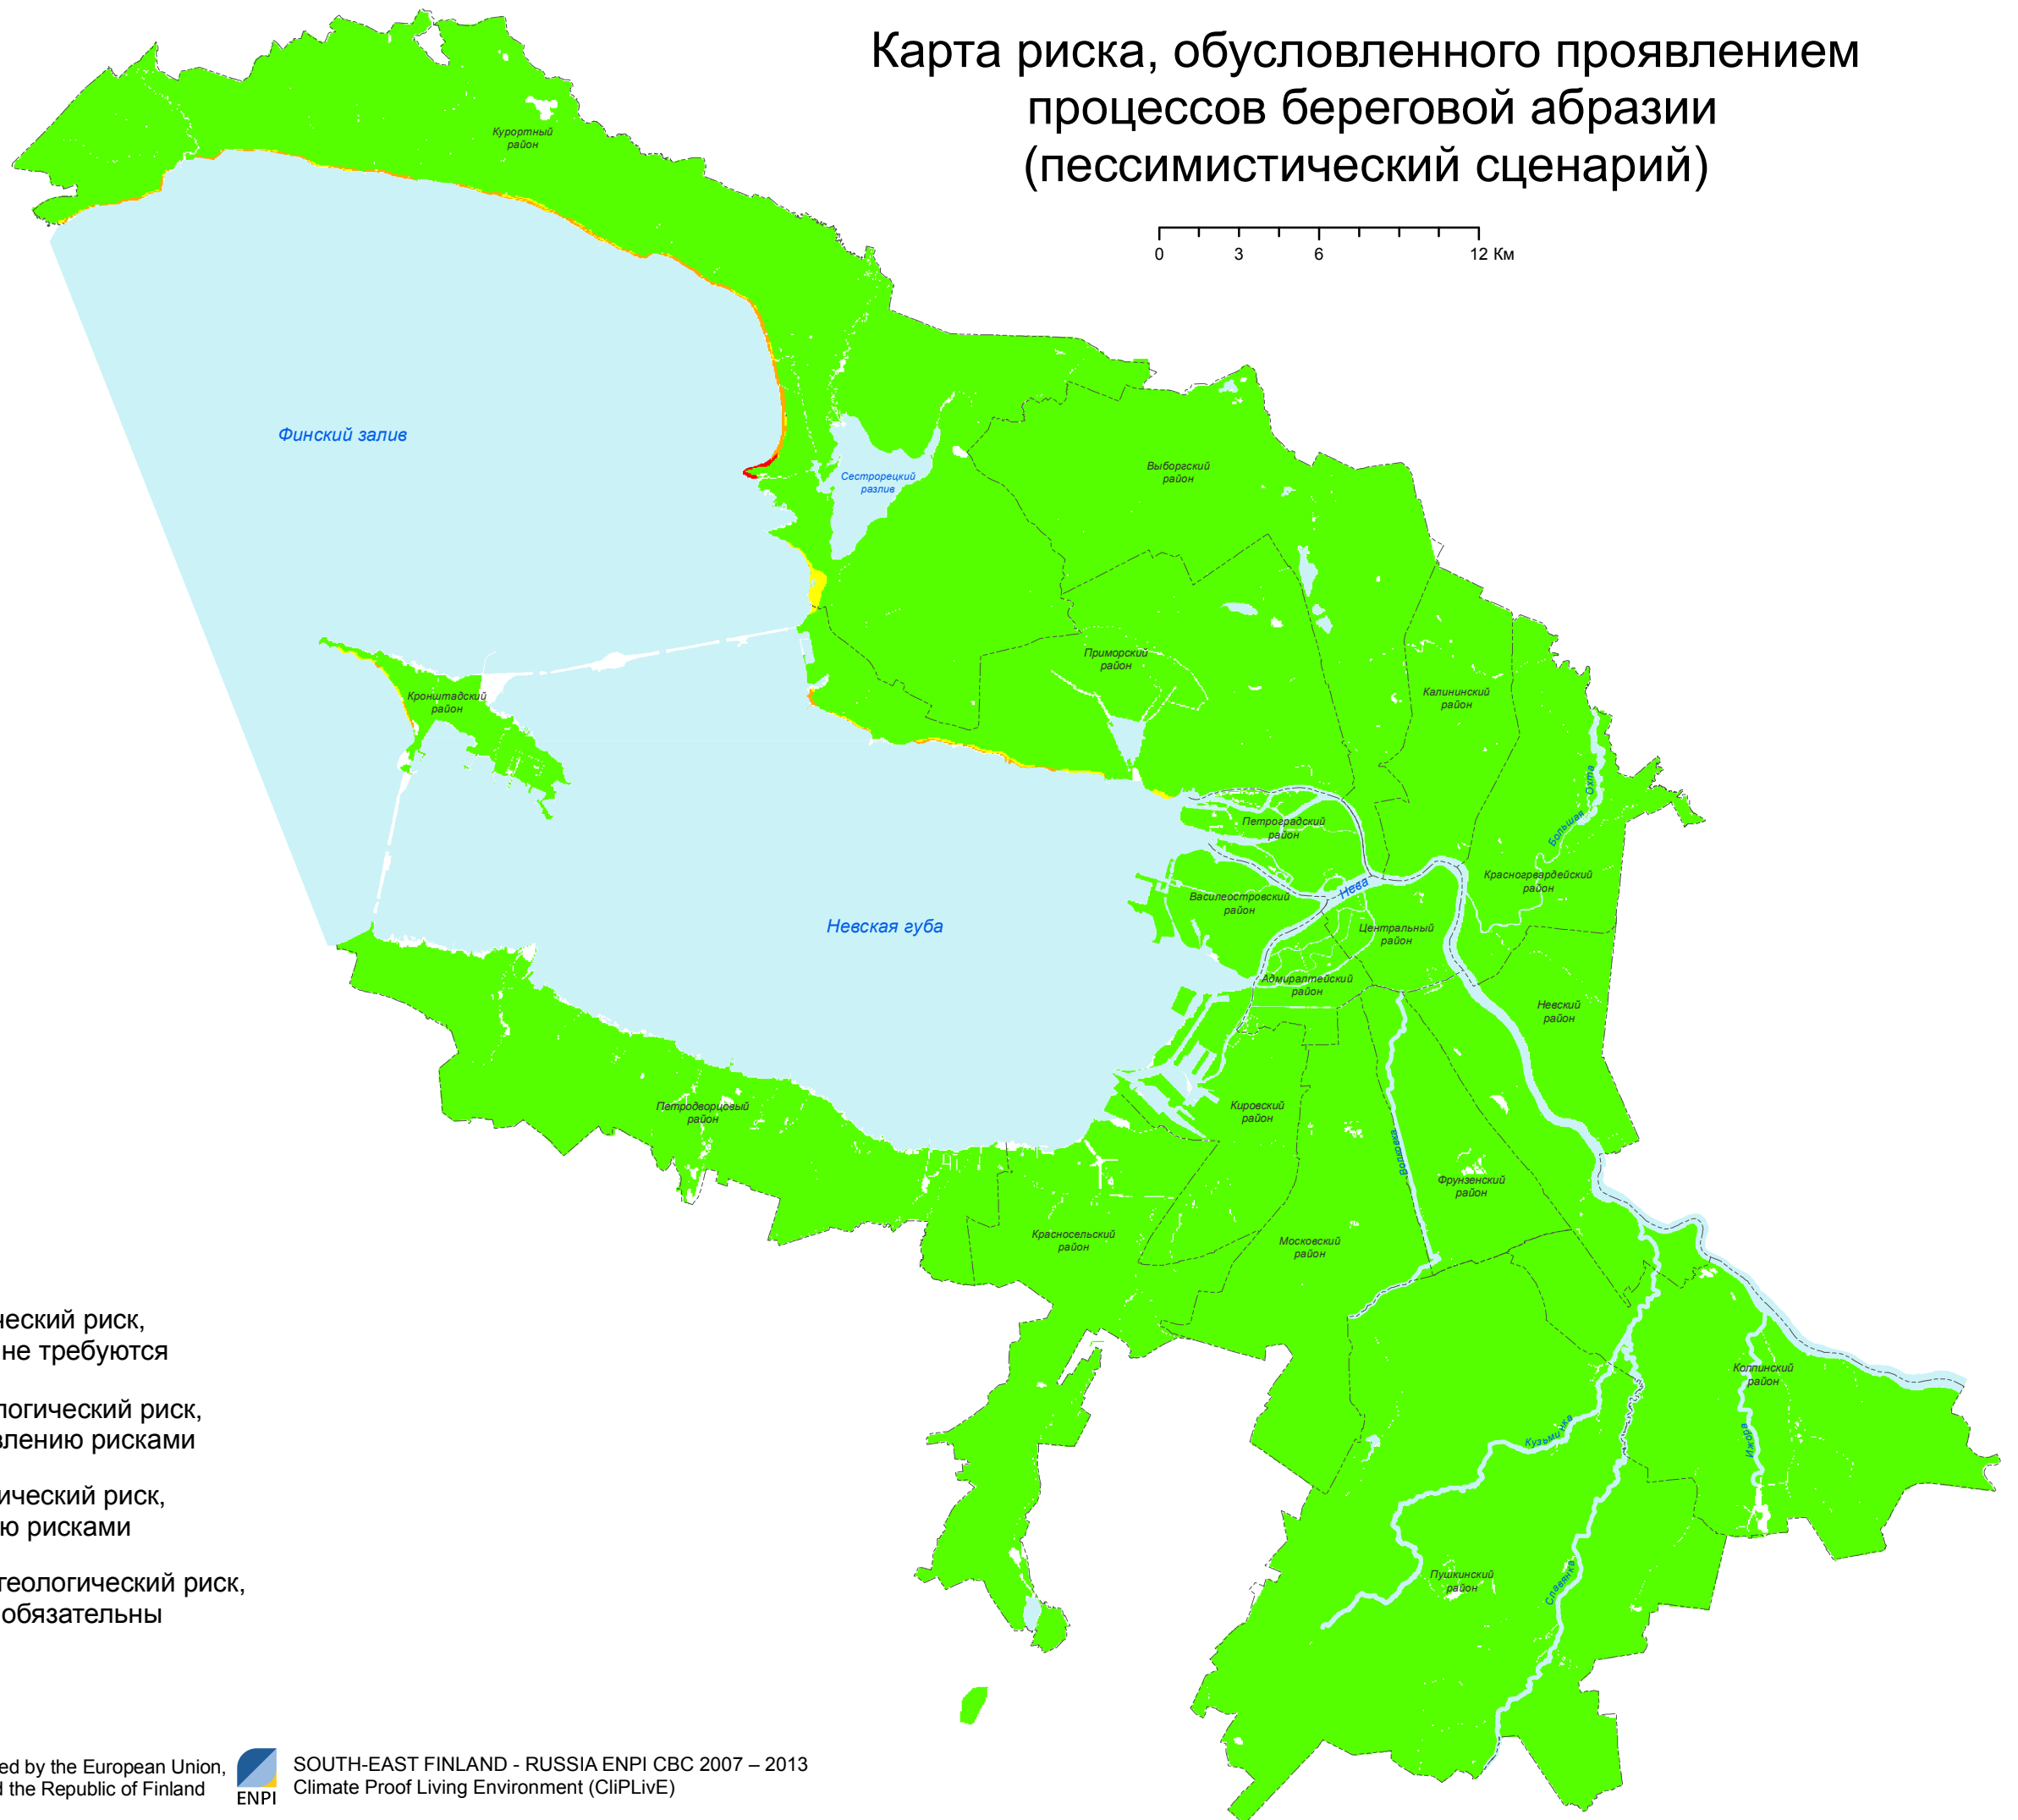 Карта риска, обусловленного проявлением
процессов береговой абразии
(пессимистический сценарий)
0 3 6 12 Км
Курортный
район
Финский залив
Сестрорецкий
разлив
Выборгский
район
Приморский
район
Кронштадский
район
Калининский
район
Большая Охта
Петроградский
район
Нева
Красногрвардейский
район
Василеостровский
район
Невская губа
Центральный
район
Адмиралтейский
район
Невский
район
Петродворцовый
район
Кировский
район
Волковка
Фрунзенский
район
Красносельский
район
Московский
район
Колпинский
район
Кузьминка
Ижора
Славянка
Пушкинский
район
ческий риск,
не требуются
логический риск,
влению рисками
ический риск,
ю рисками
геологический риск,
обязательны
ed by the European Union,
d the Republic of Finland
ENPI
SOUTH-EAST FINLAND - RUSSIA ENPI CBC 2007 – 2013
Climate Proof Living Environment (CliPLivE)